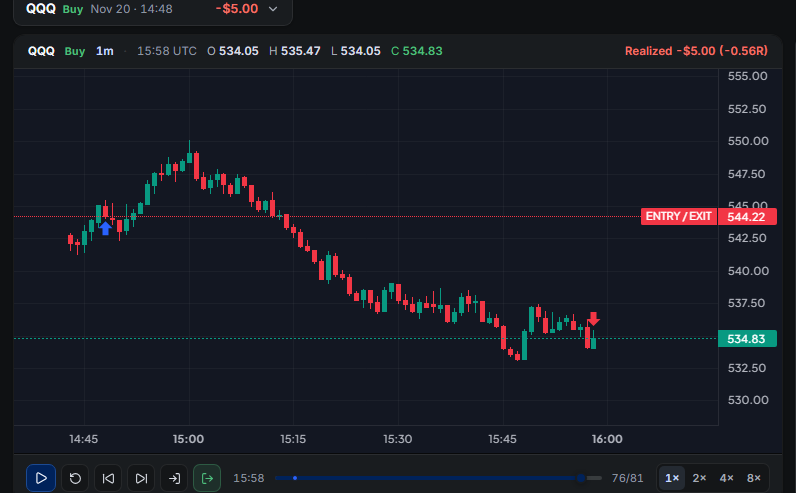 QQQ Buy Nov 20 · 14:48 -$5.00
QQQ Buy 1m · 15:58 UTC O 534.05 H 535.47 L 534.05 C 534.83 Realized -$5.00 (-0.56R)
555.00
552.50
550.00
547.50
545.00
ENTRY / EXIT 544.22
542.50
540.00
537.50
534.83
532.50
530.00
14:45 15:00 15:15 15:30 15:45 16:00
15:58 76/81 1× 2× 4× 8×